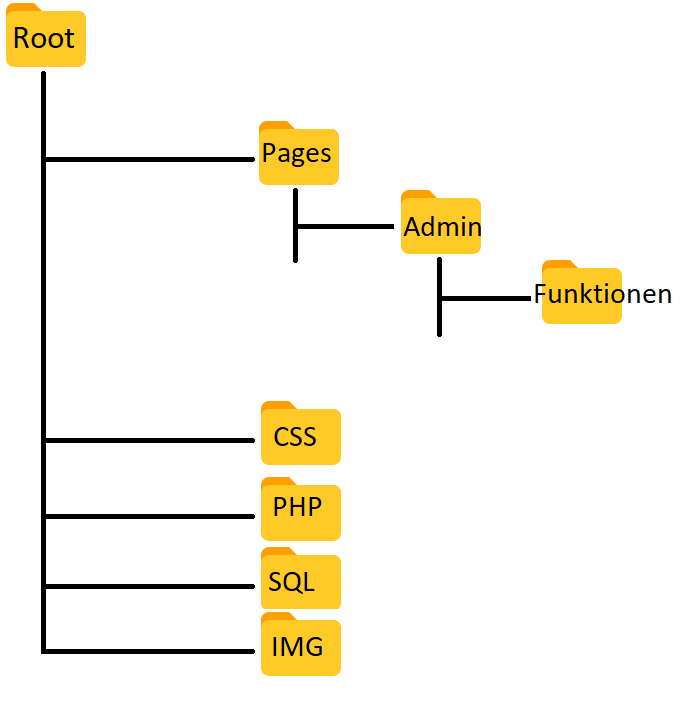 Root
Pages
Admin
Funktionen
CSS
PHP
SQL
IMG